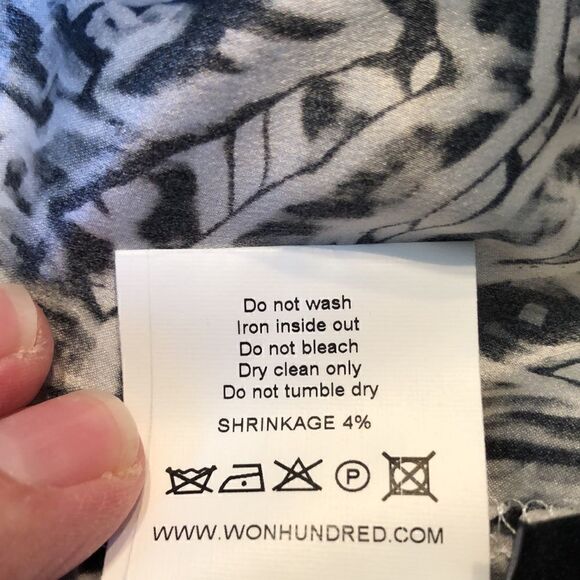 Do not wash
Iron inside out
Do not bleach
Dry clean only
Do not tumble dry
SHRINKAGE 4%
P
WWW.WONHUNDRED.COM